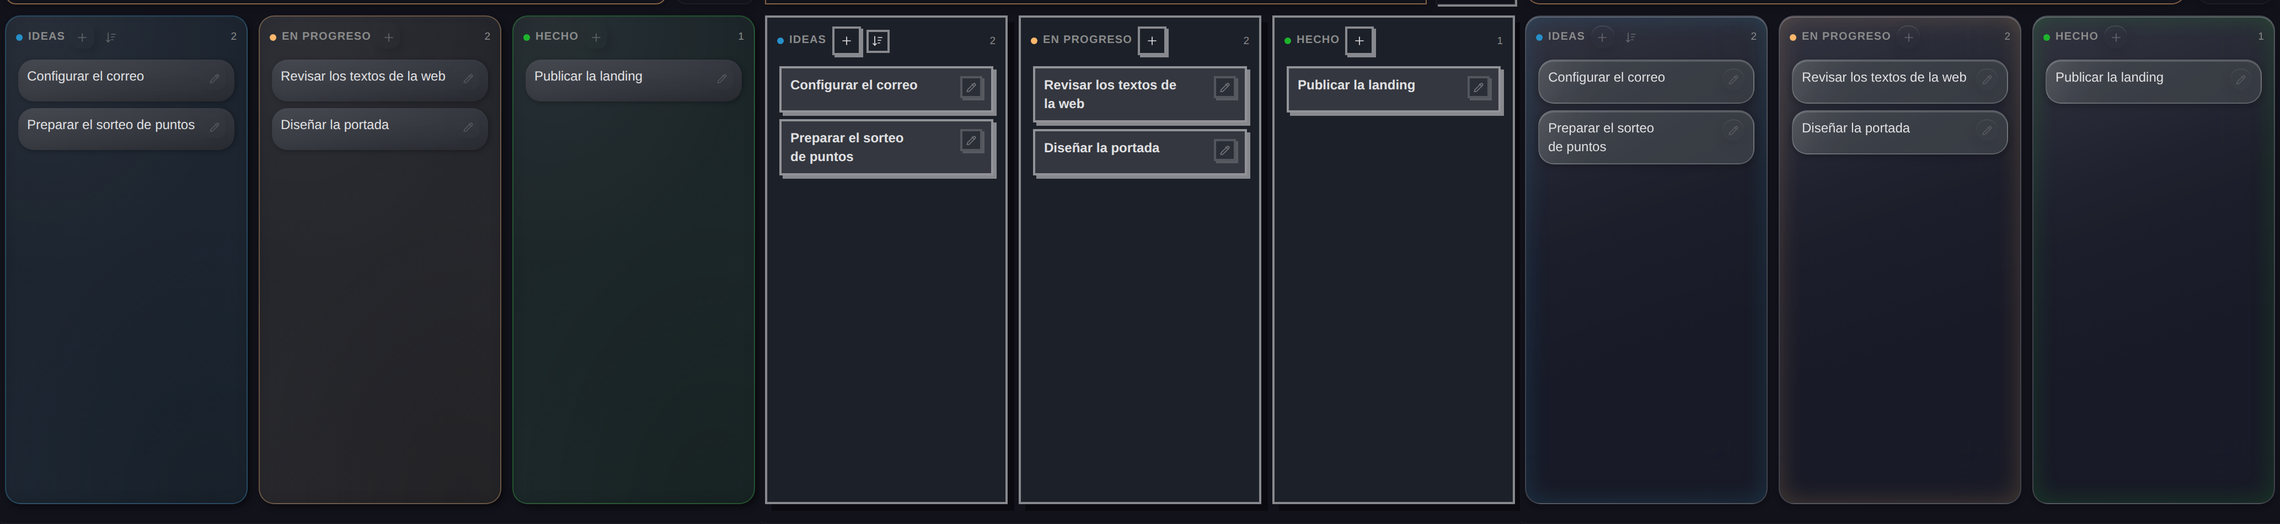 IDEAS 2
Configurar el correo
Preparar el sorteo de puntos
EN PROGRESO 2
Revisar los textos de la web
Diseñar la portada
HECHO 1
Publicar la landing
IDEAS 2
Configurar el correo
Preparar el sorteo
de puntos
EN PROGRESO 2
Revisar los textos de
la web
Diseñar la portada
HECHO 1
Publicar la landing
IDEAS 2
Configurar el correo
Preparar el sorteo
de puntos
EN PROGRESO 2
Revisar los textos de la web
Diseñar la portada
HECHO 1
Publicar la landing